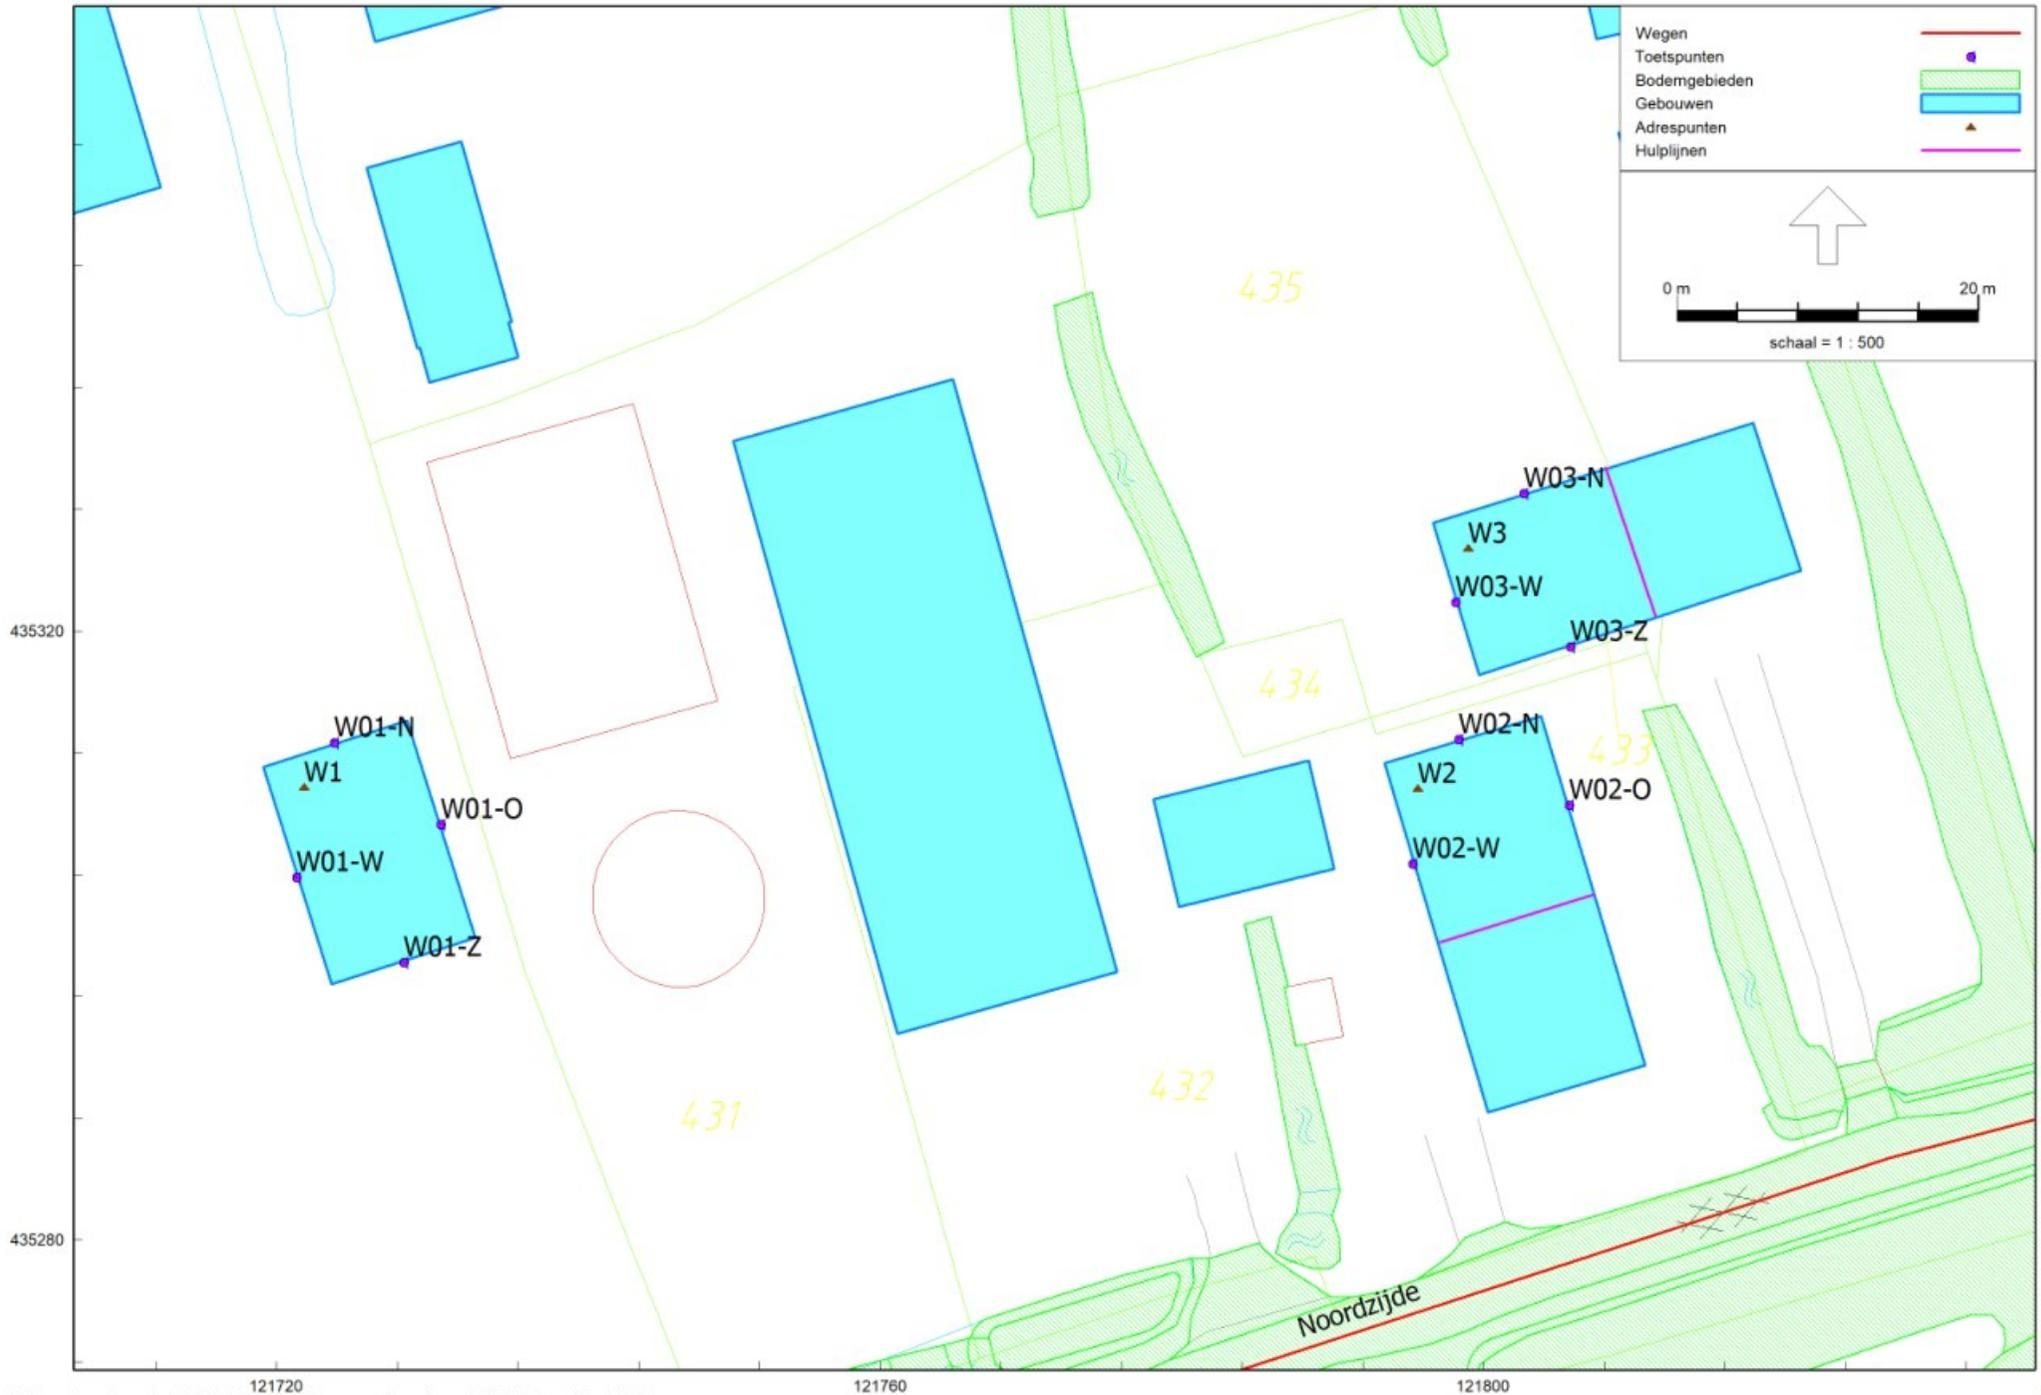 Wegen
Toetspunten
Bodemgebieden
Gebouwen
Adrespunten
Hulplijnen
435
0 m 20 m
schaal = 1 : 500
W03-N
W3
W03-W
435320
W03-Z
434
W01-N
W02-N
433
W1
W2
W02-O
W01-O
W01-W
W02-W
W01-Z
432
431
435280
Noordzijde
121720 121760 121800